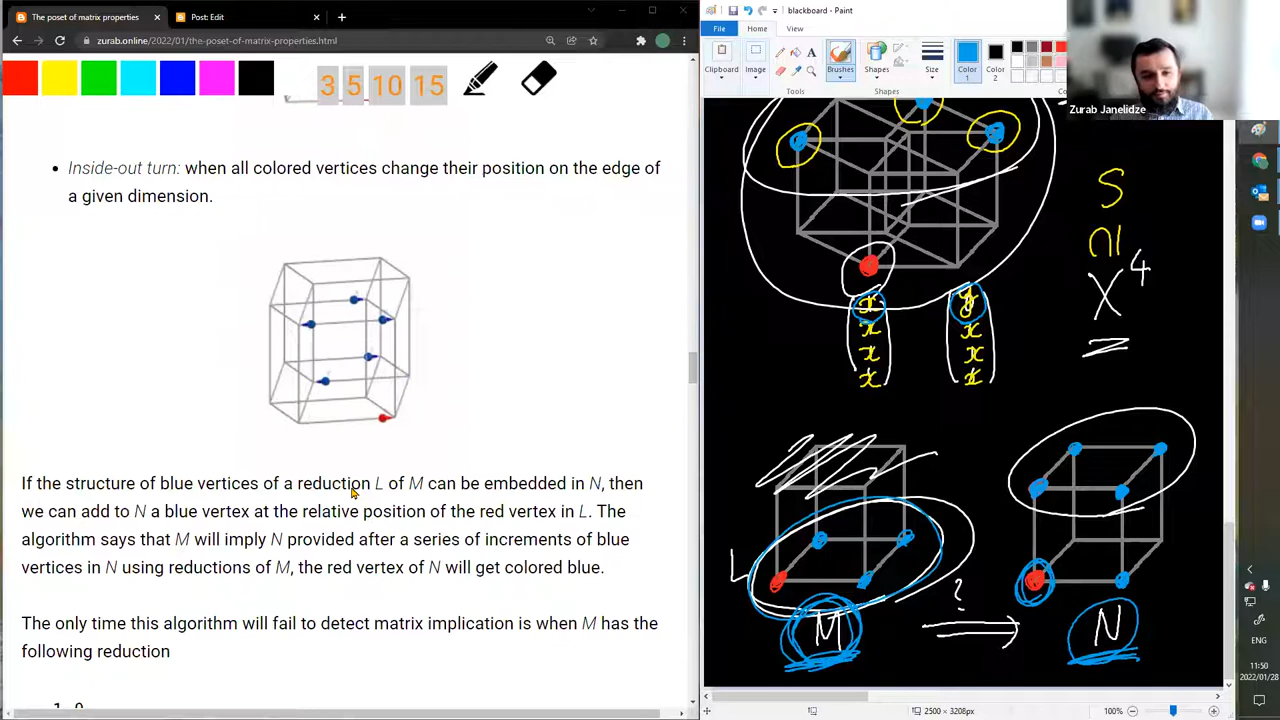 The poset of matrix properties
Post: Edit
zurab.online/2022/01/the-poset-of-matrix-properties.html
3 5 10 15
• Inside-out turn: when all colored vertices change their position on the edge of
a given dimension.
If the structure of blue vertices of a reduction L of M can be embedded in N, then
we can add to N a blue vertex at the relative position of the red vertex in L. The
algorithm says that M will imply N provided after a series of increments of blue
vertices in N using reductions of M, the red vertex of N will get colored blue.
The only time this algorithm will fail to detect matrix implication is when M has the
following reduction
blackboard - Paint
File Home View
Clipboard
Image
Brushes
Shapes
Size
Color 1
Color 2
Tools
Shapes
Zurab Janelidze
S
X⁴
x
x x
x x
x x
L
?
M ⇒ N
2500 × 3208px
100%
ENG
11:50
2022/01/28